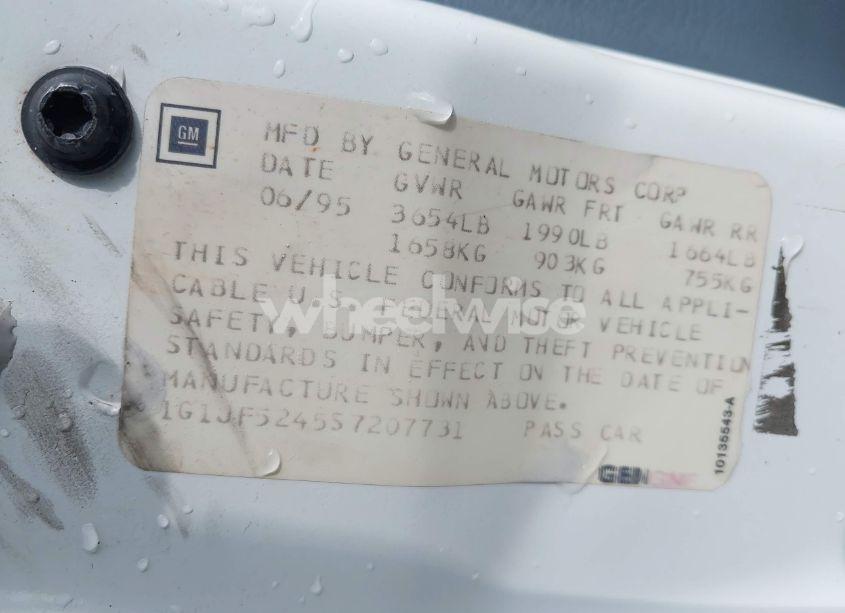 GM
MFD BY GENERAL MOTORS CORP
DATE GVWR GAWR FRT GAWR RR
06/95 3654LB 1990LB 1664LB
1658KG 903KG 755KG
THIS VEHICLE CONFORMS TO ALL APPLI-
CABLE U.S. FEDERAL MOTOR VEHICLE
SAFETY, BUMPER, AND THEFT PREVENTION
STANDARDS IN EFFECT ON THE DATE OF
MANUFACTURE SHOWN ABOVE.
1G1JF5245S7207731 PASS CAR
10135543-A
wheelwise